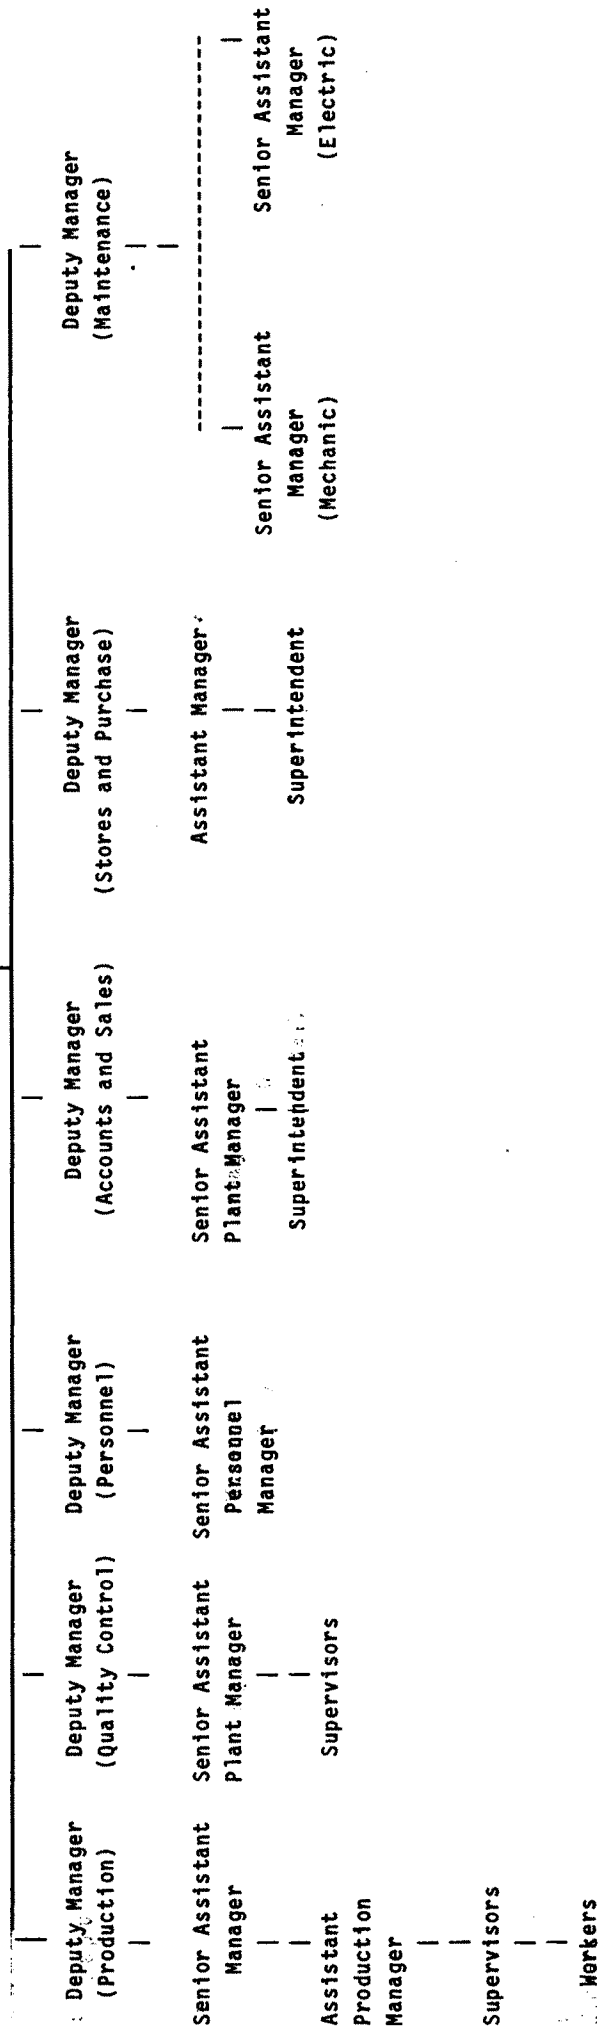 Deputy Manager
(Production)
Senior Assistant
Manager
Assistant
Production
Manager
Supervisors
Workers
Deputy Manager
(Quality Control)
Senior Assistant
Plant Manager
Supervisors
Deputy Manager
(Personnel)
Senior Assistant
Personnel
Manager
Deputy Manager
(Accounts and Sales)
Senior Assistant
Plant Manager
Superintendent
Deputy Manager
(Stores and Purchase)
Assistant Manager
Superintendent
Deputy Manager
(Maintenance)
Senior Assistant
Manager
(Mechanic)
Senior Assistant
Manager
(Electric)